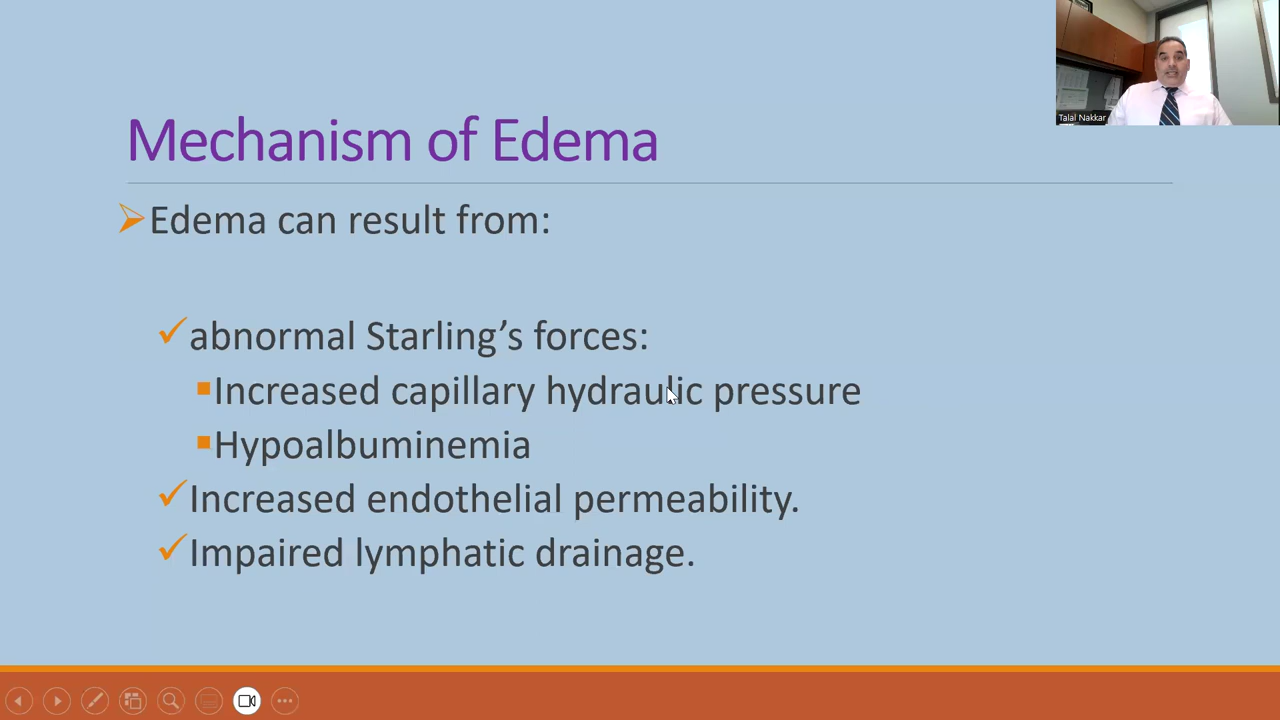 Talal Nakkar
Mechanism of Edema
Edema can result from:
abnormal Starling’s forces:
Increased capillary hydraulic pressure
Hypoalbuminemia
Increased endothelial permeability.
Impaired lymphatic drainage.